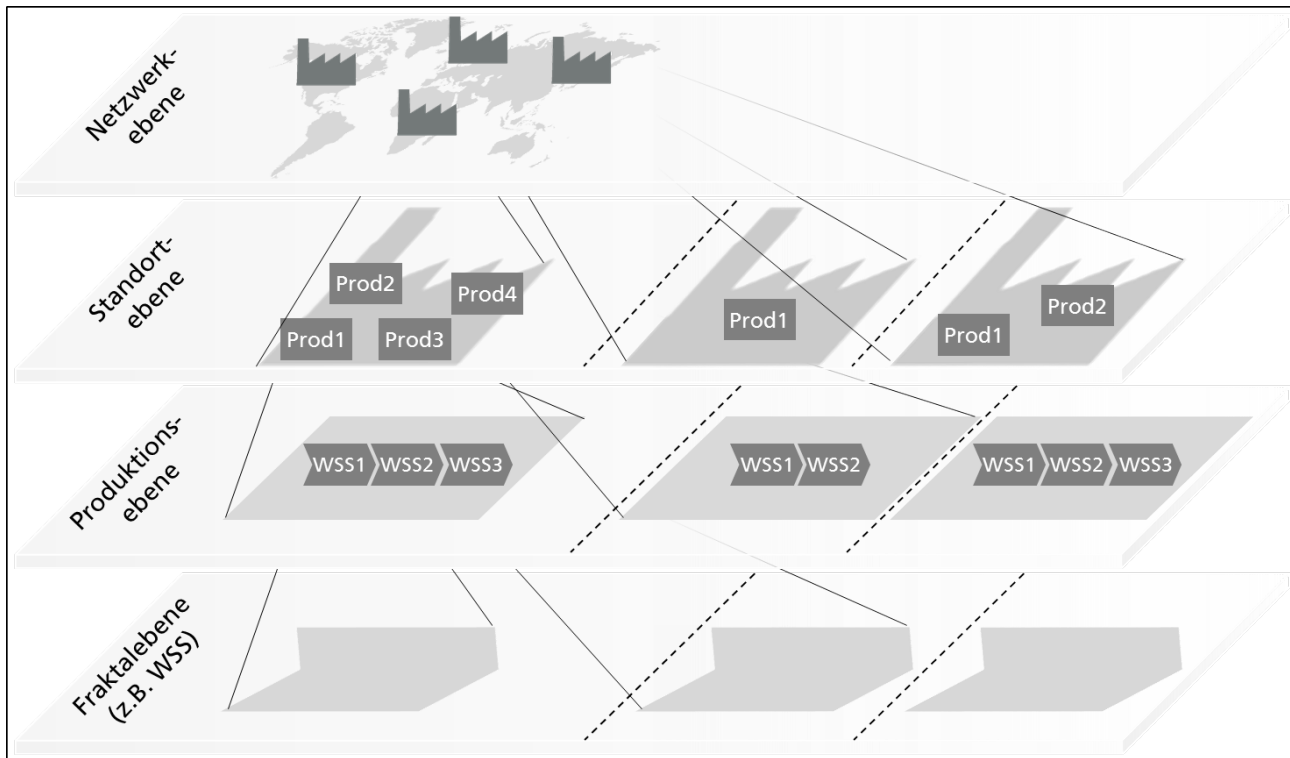 Netzwerk-
ebene
Standort-
ebene
Prod2
Prod4
Prod1
Prod3
Prod1
Prod2
Prod1
Produktions-
ebene
WSS1
WSS2
WSS3
WSS1
WSS2
WSS1
WSS2
WSS3
Fraktalebene
(z.B. WSS)